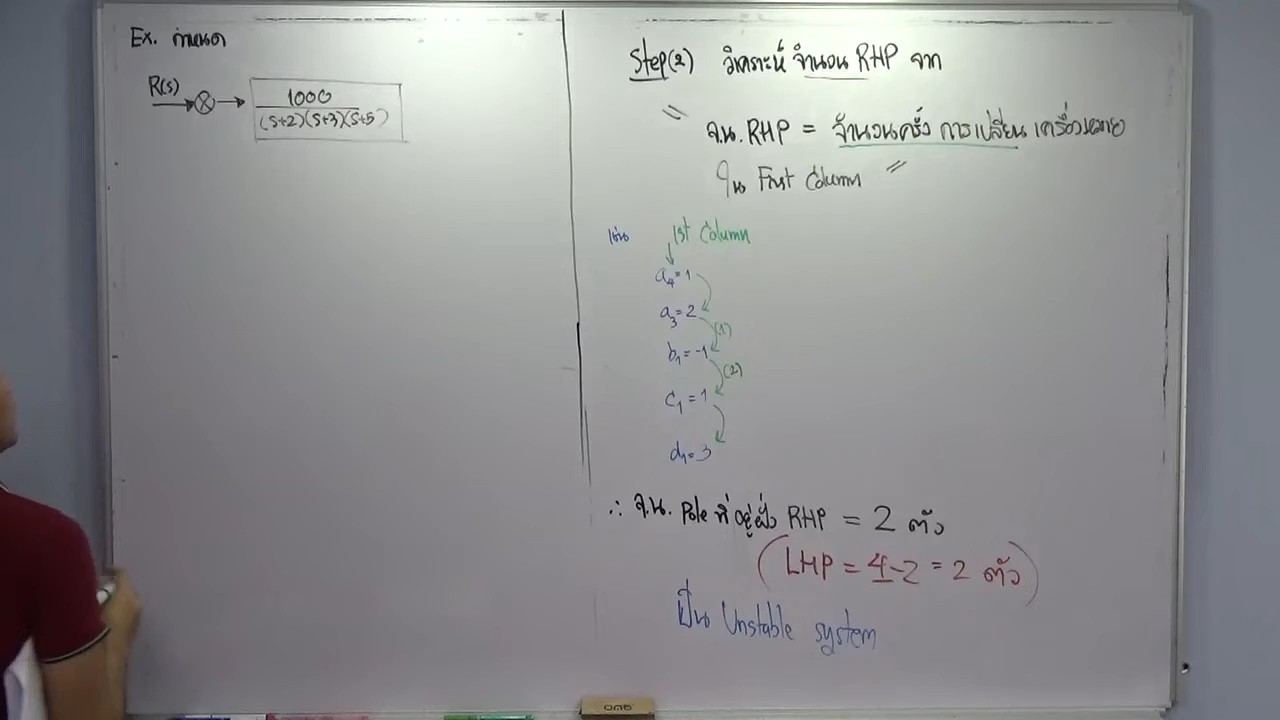 Ex. กำหนด
R(s)
1000
(s+2)(s+3)(s+5)
Step(2) วิเคราะห์ จำนวน RHP จาก
" จ.น. RHP = จำนวนครั้ง การเปลี่ยน เครื่องหมาย
ใน First Column "
เช่น 1st Column
a₄=1
a₃=2
(1)
b₁=-1
(2)
c₁=1
d₁=3
∴ จ.น. Pole ที่อยู่ฝั่ง RHP = 2 ตัว
(LHP = 4-2 = 2 ตัว)
เป็น Unstable system